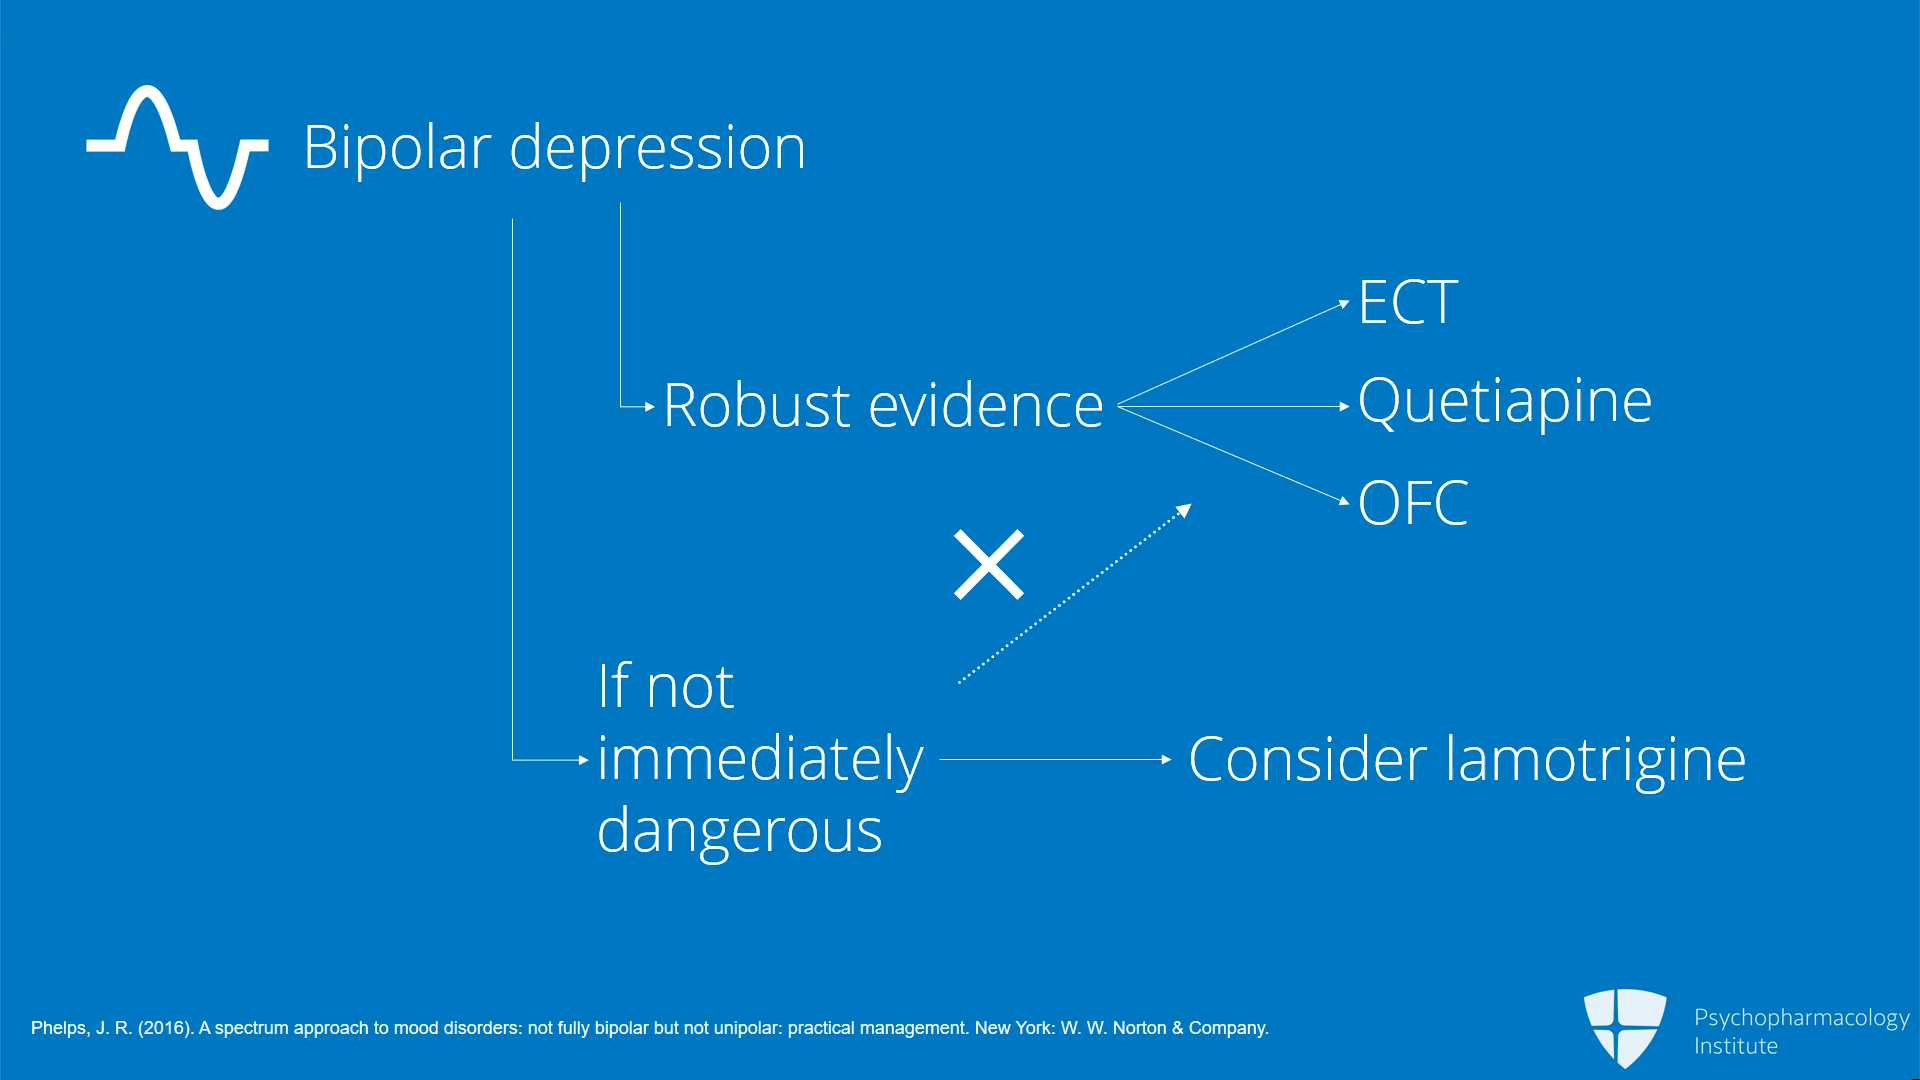 Bipolar depression
ECT
Robust evidence
Quetiapine
OFC
If not
immediately
dangerous
Consider lamotrigine
Phelps, J. R. (2016). A spectrum approach to mood disorders: not fully bipolar but not unipolar: practical management. New York: W. W. Norton & Company.
Psychopharmacology
Institute